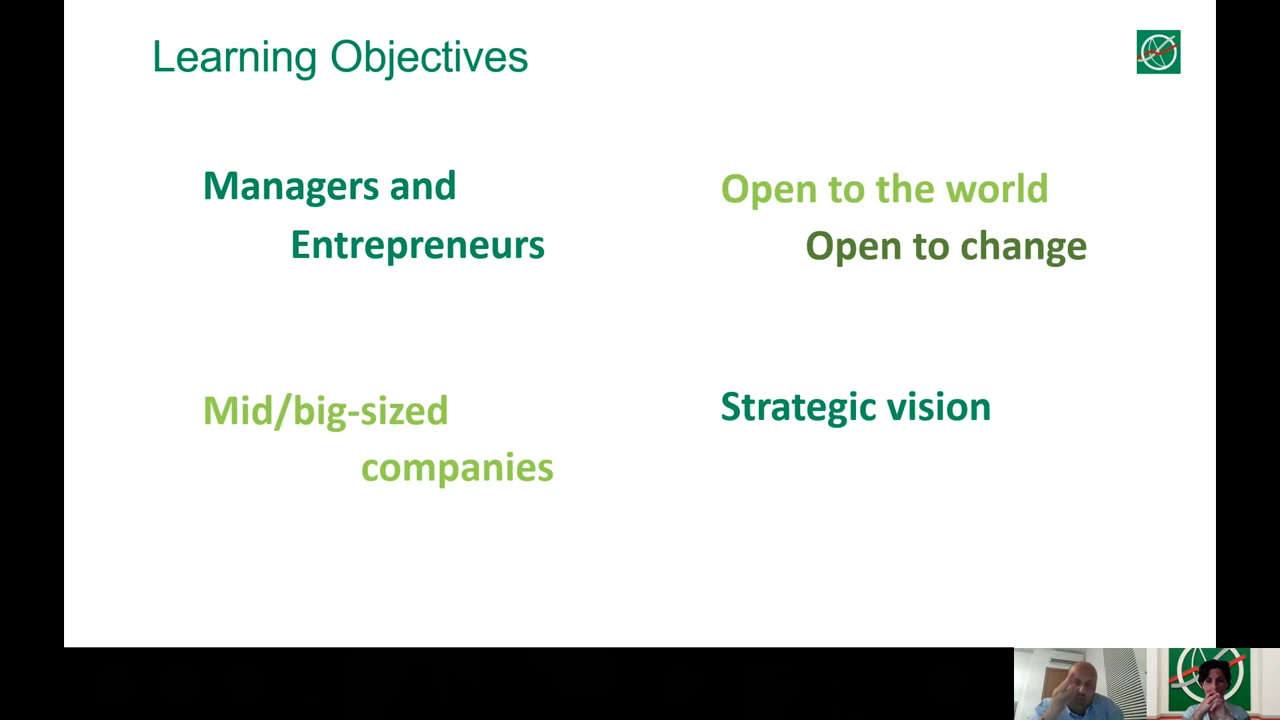 Learning Objectives
Managers and
Entrepreneurs
Open to the world
Open to change
Mid/big-sized
companies
Strategic vision